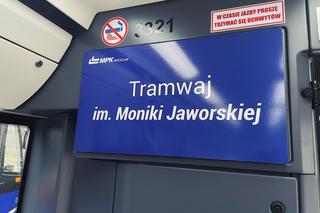 3321
W CZASIE JAZDY PROSZĘ
TRZYMAĆ SIĘ UCHWYTÓW
MPK WROCŁAW
Tramwaj
im. Moniki Jaworskiej